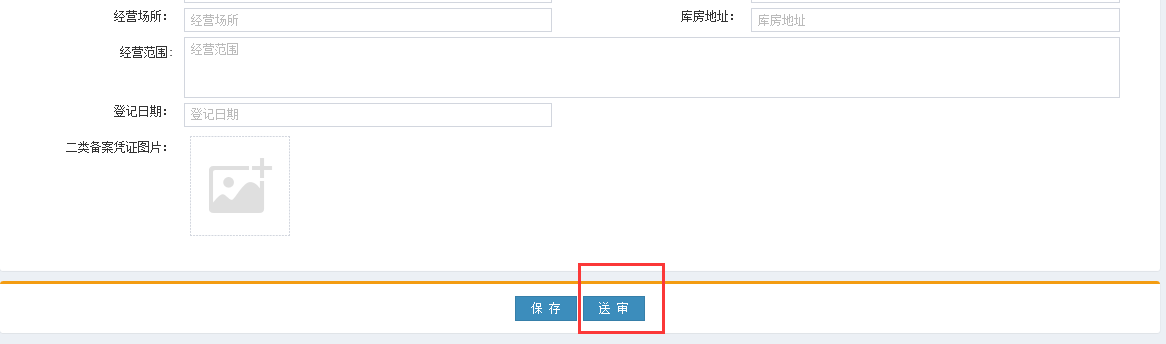 经营场所： 经营场所 库房地址： 库房地址
经营范围： 经营范围
登记日期： 登记日期
二类备案凭证图片：
保 存 送 审